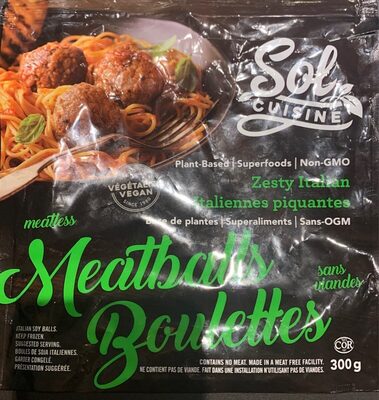 Sol
CUISINE
Plant-Based | Superfoods | Non-GMO
VÉGÉTALIEN
VEGAN
SINCE 1980
Zesty Italian
Italiennes piquantes
Base de plantes | Superaliments | Sans-OGM
meatless
Meatballs
sans
viandes
Boulettes
ITALIAN SOY BALLS.
KEEP FROZEN.
SUGGESTED SERVING.
BOULES DE SOJA ITALIENNES.
GARDER CONGELÉ.
PRÉSENTATION SUGGÉRÉE.
CONTAINS NO MEAT. MADE IN A MEAT FREE FACILITY.
NE CONTIENT PAS DE VIANDE. FAIT DANS UNE INSTALLATION N'UTILISANT PAS DE VIANDES.
COR
300 g